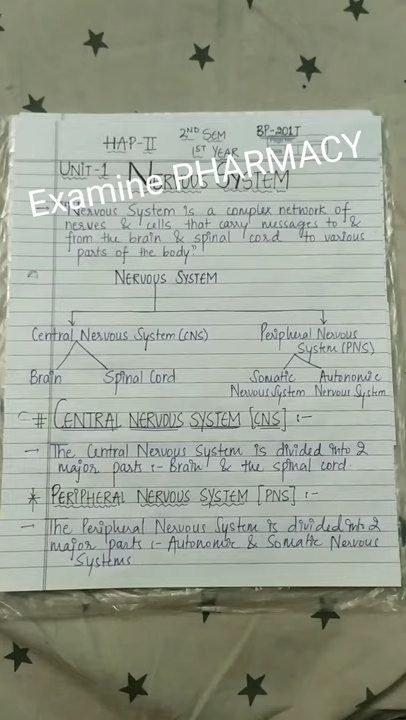 HAP-II 2ND SEM BP-201T
1ST YEAR
UNIT-1 NERVOUS SYSTEM
Examine PHARMACY
"Nervous System is a complex network of
nerves & cells that carry messages to &
from the brain & spinal cord to various
parts of the body"
NERVOUS SYSTEM
Central Nervous System (CNS) Peripheral Nervous
System (PNS)
Brain Spinal Cord Somatic Autonomic
Nervous System Nervous System
# CENTRAL NERVOUS SYSTEM [CNS] :-
→ The Central Nervous System is divided into 2
major parts :- Brain & the spinal cord.
* PERIPHERAL NERVOUS SYSTEM [PNS] :-
→ The Peripheral Nervous System is divided into 2
major parts :- Autonomic & Somatic Nervous
Systems